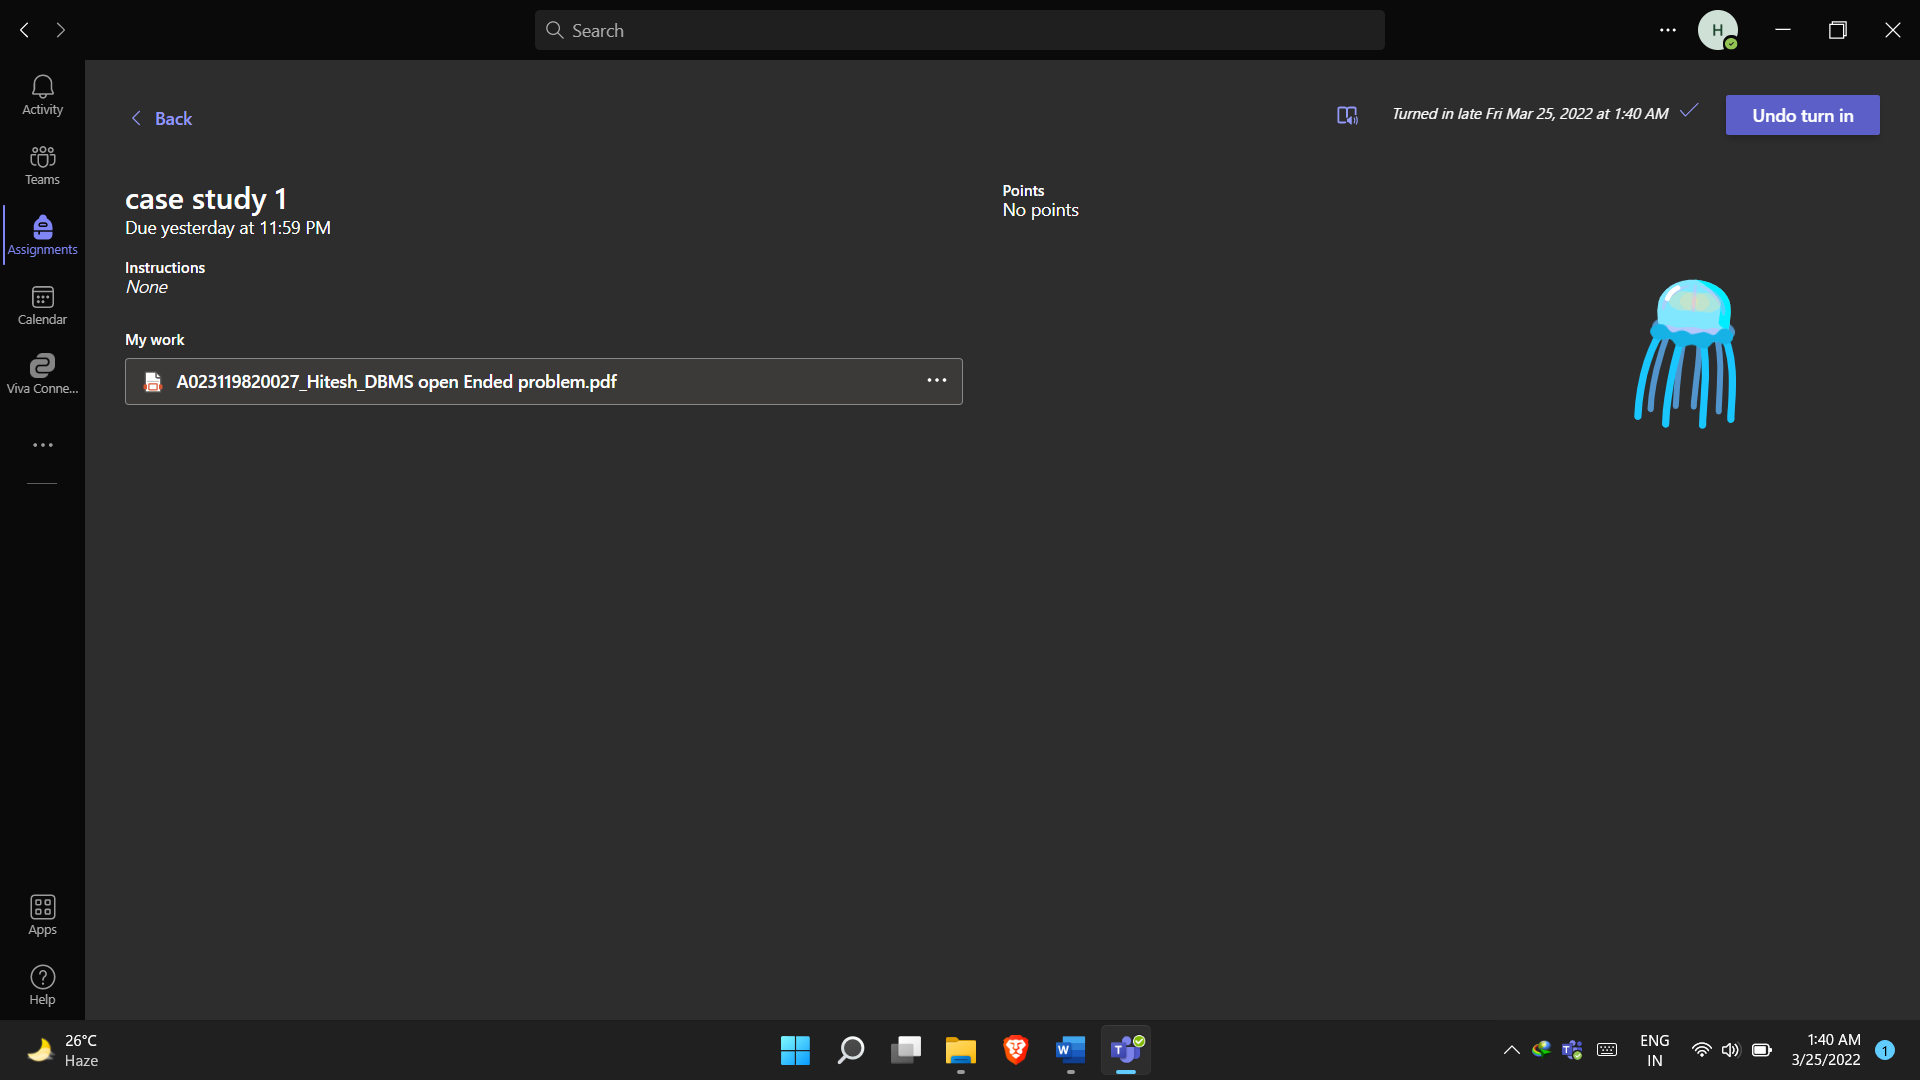 Search
H
Activity
Teams
Assignments
Calendar
Viva Conne...
Apps
Help
Back
Turned in late Fri Mar 25, 2022 at 1:40 AM
Undo turn in
case study 1
Due yesterday at 11:59 PM
Points
No points
Instructions
None
My work
A023119820027_Hitesh_DBMS open Ended problem.pdf
26°C
Haze
W
T
ENG
IN
1:40 AM
3/25/2022
1